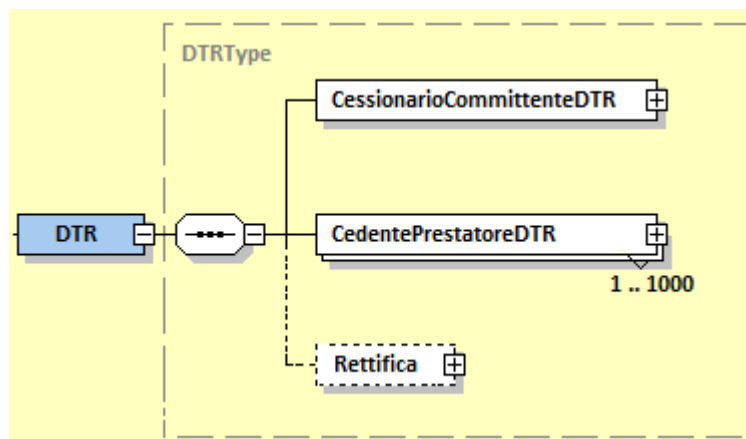 DTRType
CessionarioCommittenteDTR
DTR
CedentePrestatoreDTR
1 .. 1000
Rettifica